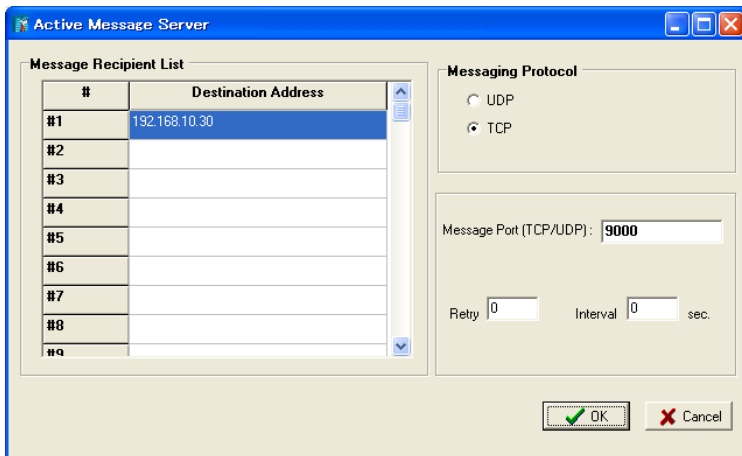 Active Message Server
Message Recipient List
# Destination Address
#1 192.168.10.30
#2
#3
#4
#5
#6
#7
#8
#9
Messaging Protocol
UDP
TCP
Message Port (TCP/UDP) : 9000
Retry 0 Interval 0 sec.
OK Cancel